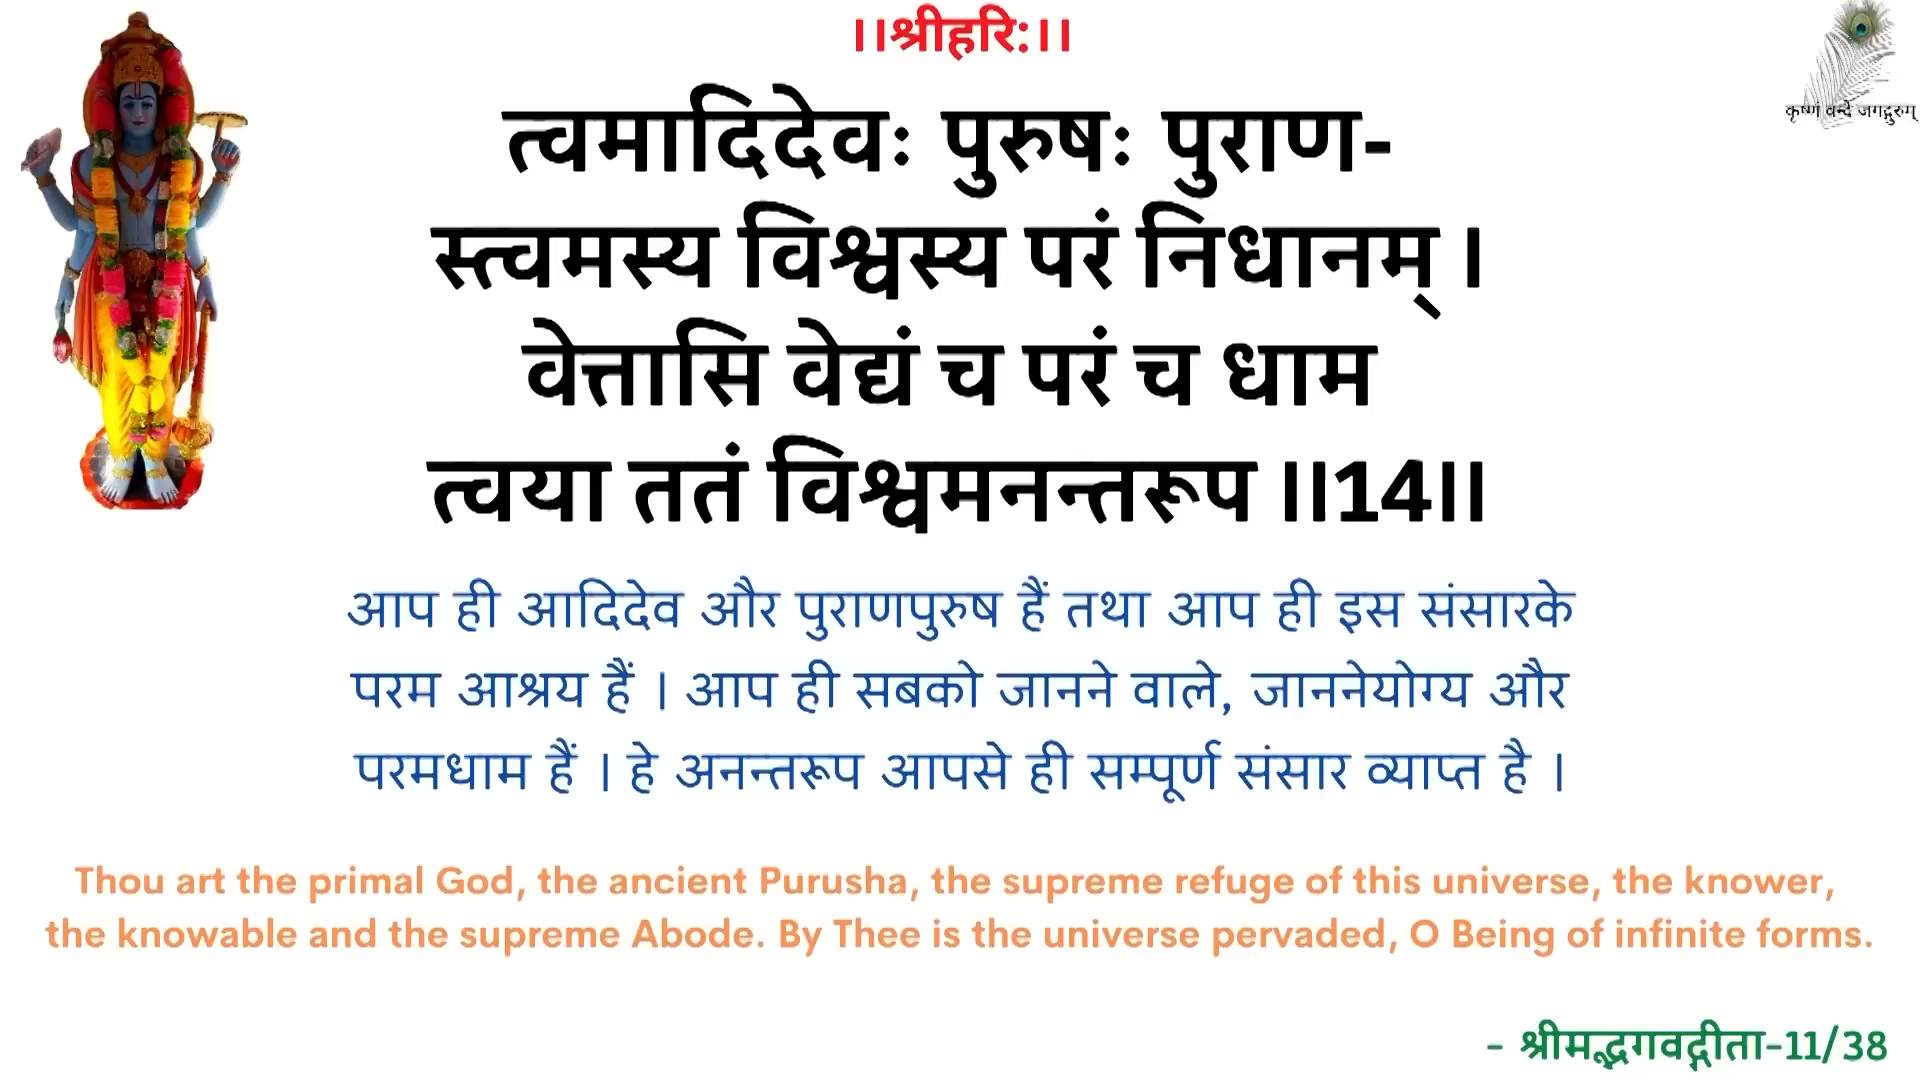 ।।श्रीहरि:।।
कृष्णं वन्दे जगद्गुरुम्
त्वमादिदेवः पुरुषः पुराण-
स्त्वमस्य विश्वस्य परं निधानम् ।
वेत्तासि वेद्यं च परं च धाम
त्वया ततं विश्वमनन्तरूप ।।14।।
आप ही आदिदेव और पुराणपुरुष हैं तथा आप ही इस संसारके
परम आश्रय हैं । आप ही सबको जानने वाले, जाननेयोग्य और
परमधाम हैं । हे अनन्तरूप आपसे ही सम्पूर्ण संसार व्याप्त है ।
Thou art the primal God, the ancient Purusha, the supreme refuge of this universe, the knower,
the knowable and the supreme Abode. By Thee is the universe pervaded, O Being of infinite forms.
- श्रीमद्भगवद्गीता-11/38